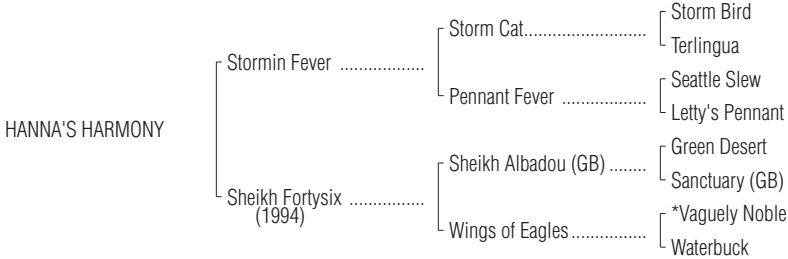 Storm Bird
Storm Cat.........................
Terlingua
Stormin Fever ..................
Seattle Slew
Pennant Fever ..................
Letty's Pennant
HANNA'S HARMONY
Green Desert
Sheikh Albadou (GB) ........
Sanctuary (GB)
Sheikh Fortysix ................
(1994)
*Vaguely Noble
Wings of Eagles................
Waterbuck